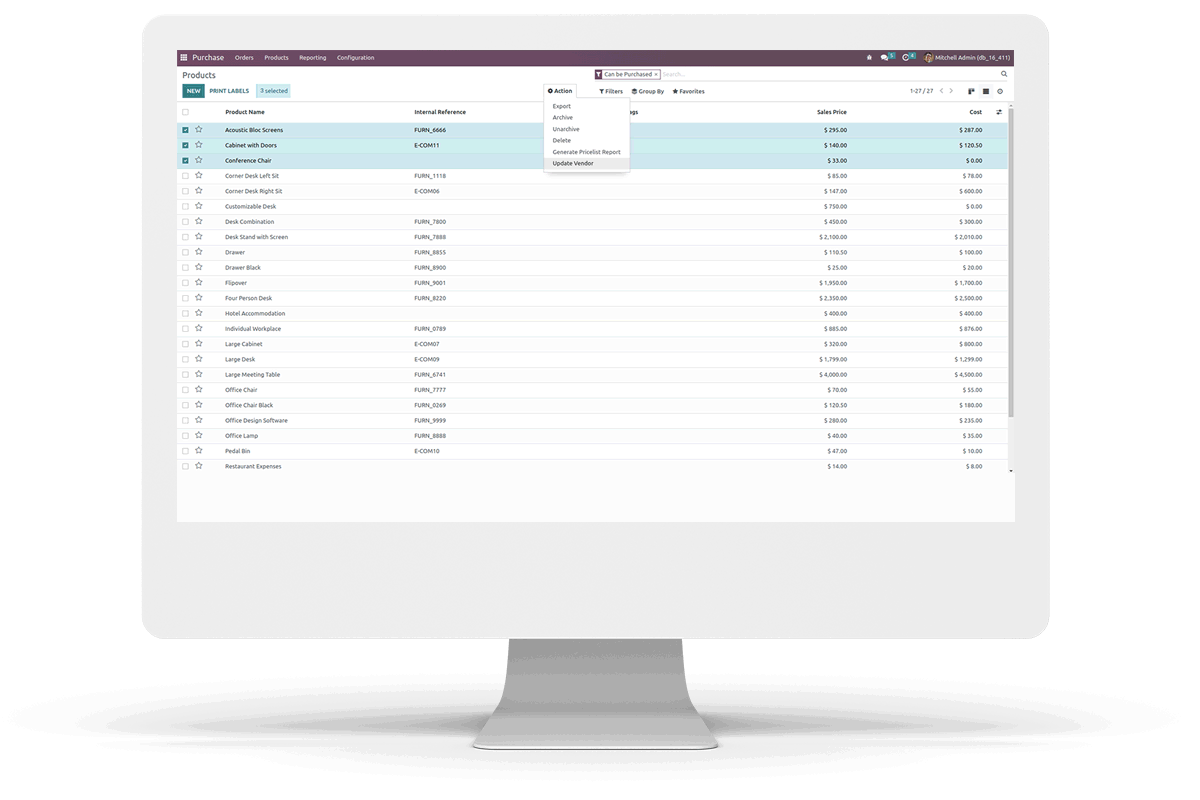 Purchase Orders Products Reporting Configuration 5 4 Mitchell Admin (db_16_411)
Products Can be Purchased × Search...
NEW PRINT LABELS 3 selected Action Filters Group By Favorites 1-27 / 27
Export
Archive
Unarchive
Delete
Generate Pricelist Report
Update Vendor
Product Name Internal Reference ags Sales Price Cost
Acoustic Bloc Screens FURN_6666 $ 295.00 $ 287.00
Cabinet with Doors E-COM11 $ 140.00 $ 120.50
Conference Chair $ 33.00 $ 0.00
Corner Desk Left Sit FURN_1118 $ 85.00 $ 78.00
Corner Desk Right Sit E-COM06 $ 147.00 $ 600.00
Customizable Desk $ 750.00 $ 0.00
Desk Combination FURN_7800 $ 450.00 $ 300.00
Desk Stand with Screen FURN_7888 $ 2,100.00 $ 2,010.00
Drawer FURN_8855 $ 110.50 $ 100.00
Drawer Black FURN_8900 $ 25.00 $ 20.00
Flipover FURN_9001 $ 1,950.00 $ 1,700.00
Four Person Desk FURN_8220 $ 2,350.00 $ 2,500.00
Hotel Accommodation $ 400.00 $ 400.00
Individual Workplace FURN_0789 $ 885.00 $ 876.00
Large Cabinet E-COM07 $ 320.00 $ 800.00
Large Desk E-COM09 $ 1,799.00 $ 1,299.00
Large Meeting Table FURN_6741 $ 4,000.00 $ 4,500.00
Office Chair FURN_7777 $ 70.00 $ 55.00
Office Chair Black FURN_0269 $ 120.50 $ 180.00
Office Design Software FURN_9999 $ 280.00 $ 235.00
Office Lamp FURN_8888 $ 40.00 $ 35.00
Pedal Bin E-COM10 $ 47.00 $ 10.00
Restaurant Expenses $ 14.00 $ 8.00